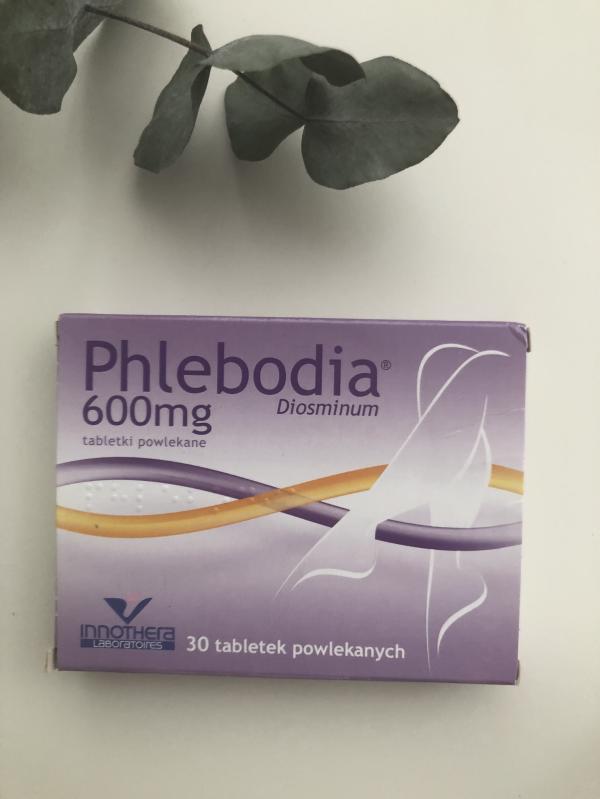 Phlebodia®
600mg
Diosminum
tabletki powlekane
INNOTHERA
LABORATOIRES
30 tabletek powlekanych